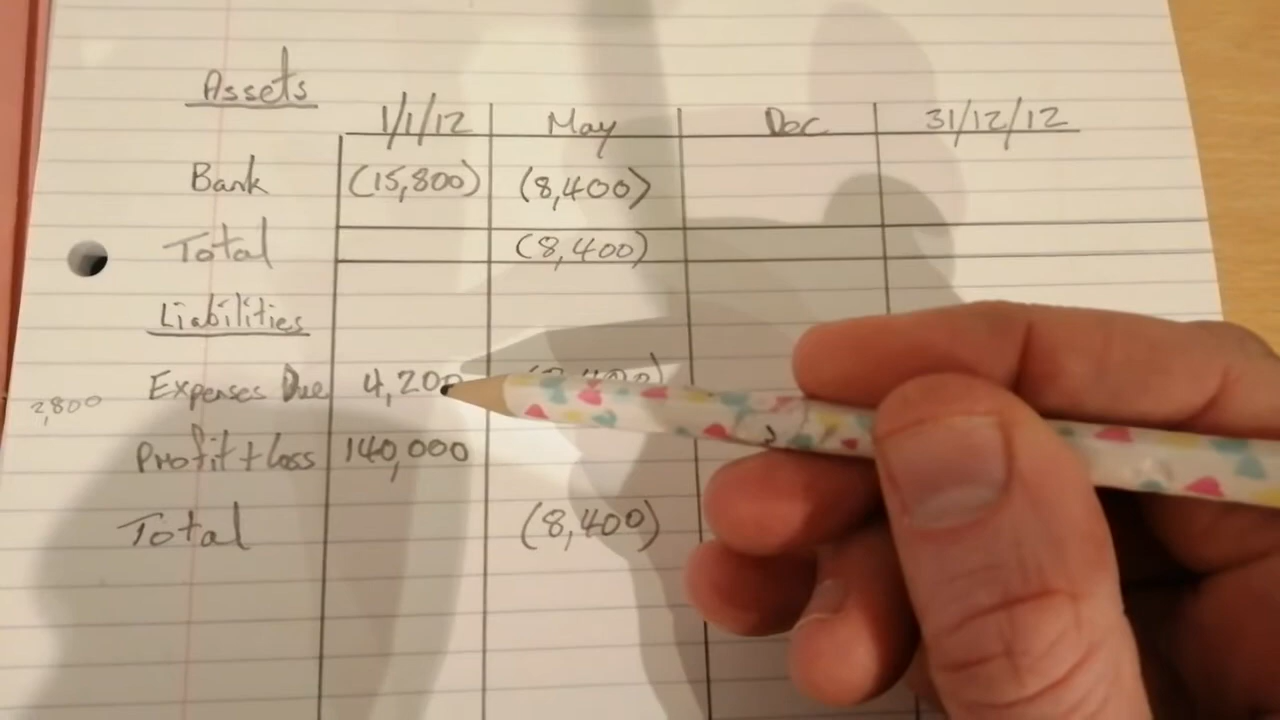 Assets
1/1/12 May Dec 31/12/12
Bank (15,800) (8,400)
Total (8,400)
Liabilities
Expenses Due 4,200
2,800
Profit + Loss 140,000
Total (8,400)